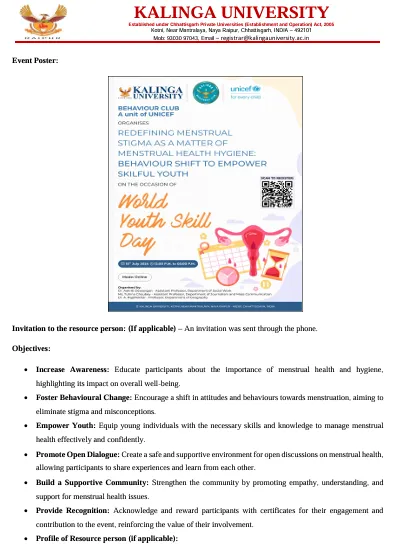 KALINGA UNIVERSITY
Established under Chhattisgarh Private Universities (Establishment and Operation) Act, 2005
Kotni, Near Mantralaya, Naya Raipur, Chhattisgarh, INDIA – 492101
Mob: 93030 97043, Email – registrar@kalingauniversity.ac.in
RAIPUR
Event Poster:
KALINGA
UNIVERSITY
unicef
for every child
BEHAVIOUR CLUB
A unit of UNICEF
ORGANISES
REDEFINING MENSTRUAL
STIGMA AS A MATTER OF
MENSTRUAL HEALTH HYGIENE:
BEHAVIOUR SHIFT TO EMPOWER
SKILFUL YOUTH
ON THE OCCASION OF
SCAN TO REGISTER
World
Youth Skill
Day
Mode: Online
Organised by:
Invitation to the resource person: (If applicable) – An invitation was sent through the phone.
Objectives:
• Increase Awareness: Educate participants about the importance of menstrual health and hygiene,
highlighting its impact on overall well-being.
• Foster Behavioural Change: Encourage a shift in attitudes and behaviours towards menstruation, aiming to
eliminate stigma and misconceptions.
• Empower Youth: Equip young individuals with the necessary skills and knowledge to manage menstrual
health effectively and confidently.
• Promote Open Dialogue: Create a safe and supportive environment for open discussions on menstrual health,
allowing participants to share experiences and learn from each other.
• Build a Supportive Community: Strengthen the community by promoting empathy, understanding, and
support for menstrual health issues.
• Provide Recognition: Acknowledge and reward participants with certificates for their engagement and
contribution to the event, reinforcing the value of their involvement.
• Profile of Resource person (if applicable):